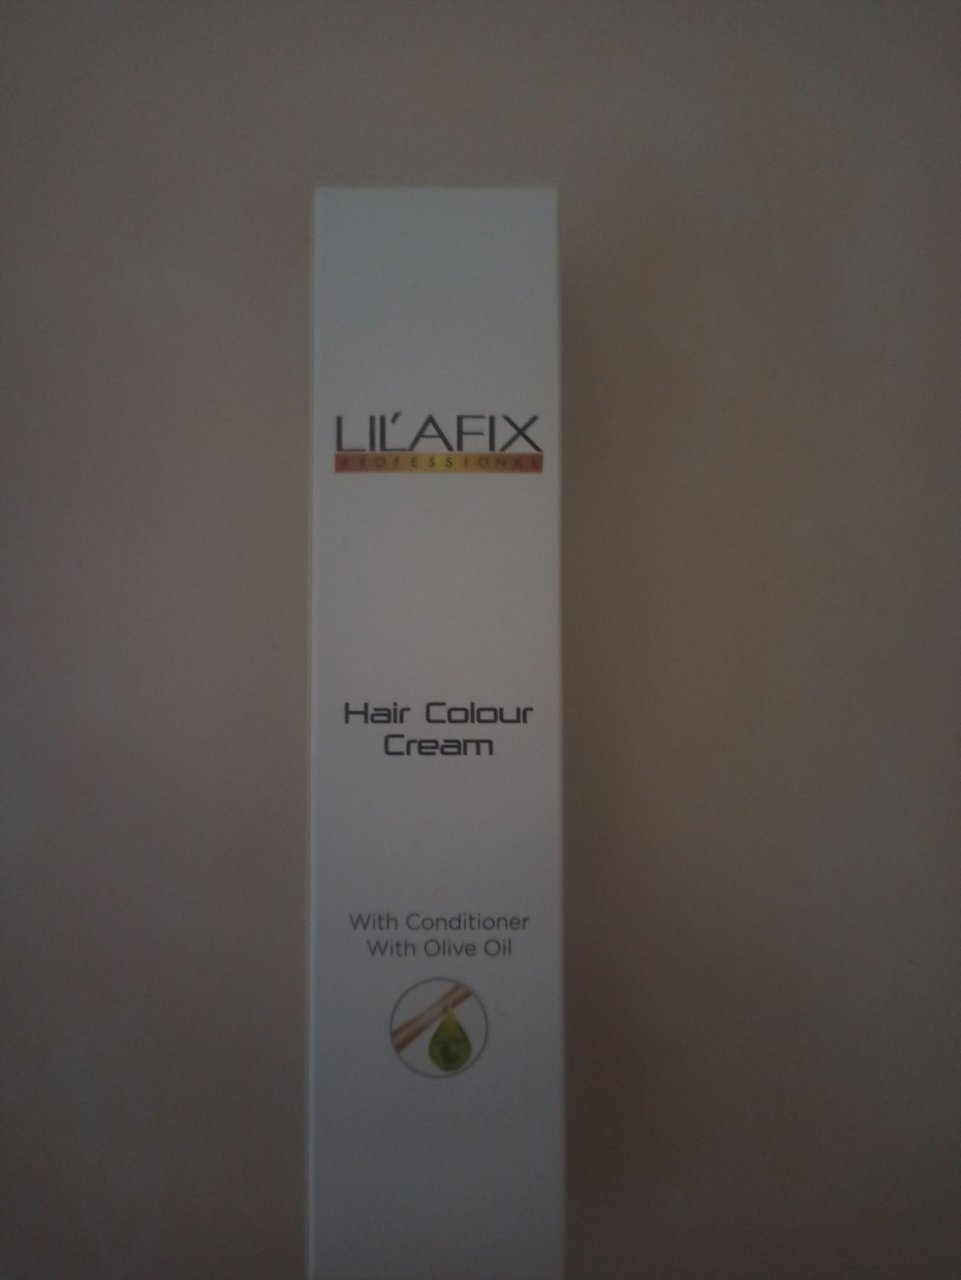 LIL'AFIX
PROFESSIONAL
Hair Colour
Cream
With Conditioner
With Olive Oil